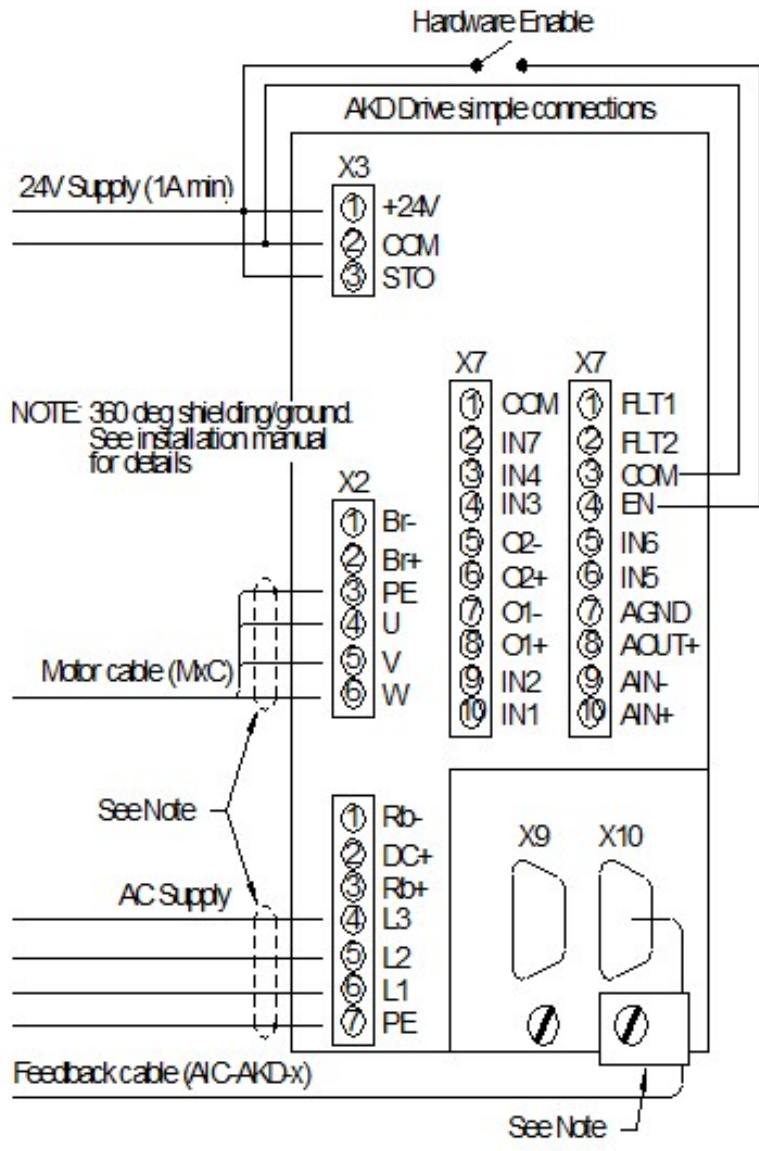 Hardware Enable
AKD Drive simple connections
24V Supply (1A min)
X3
1 +24V
2 COM
3 STO
NOTE: 360 deg shielding/ground.
See installation manual
for details
X7
1 COM
2 IN7
3 IN4
4 IN3
5 O2-
6 O2+
7 O1-
8 O1+
9 IN2
10 IN1
X7
1 FLT1
2 FLT2
3 COM
4 EN
5 IN6
6 IN5
7 AGND
8 AOUT+
9 AIN-
10 AIN+
X2
1 Br-
2 Br+
3 PE
4 U
5 V
6 W
Motor cable (MxC)
See Note
AC Supply
1 Rb-
2 DC+
3 Rb+
4 L3
5 L2
6 L1
7 PE
X9
X10
Feedback cable (AIC-AKD-x)
See Note